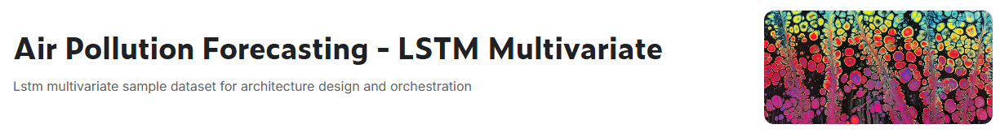 Air Pollution Forecasting - LSTM Multivariate
Lstm multivariate sample dataset for architecture design and orchestration